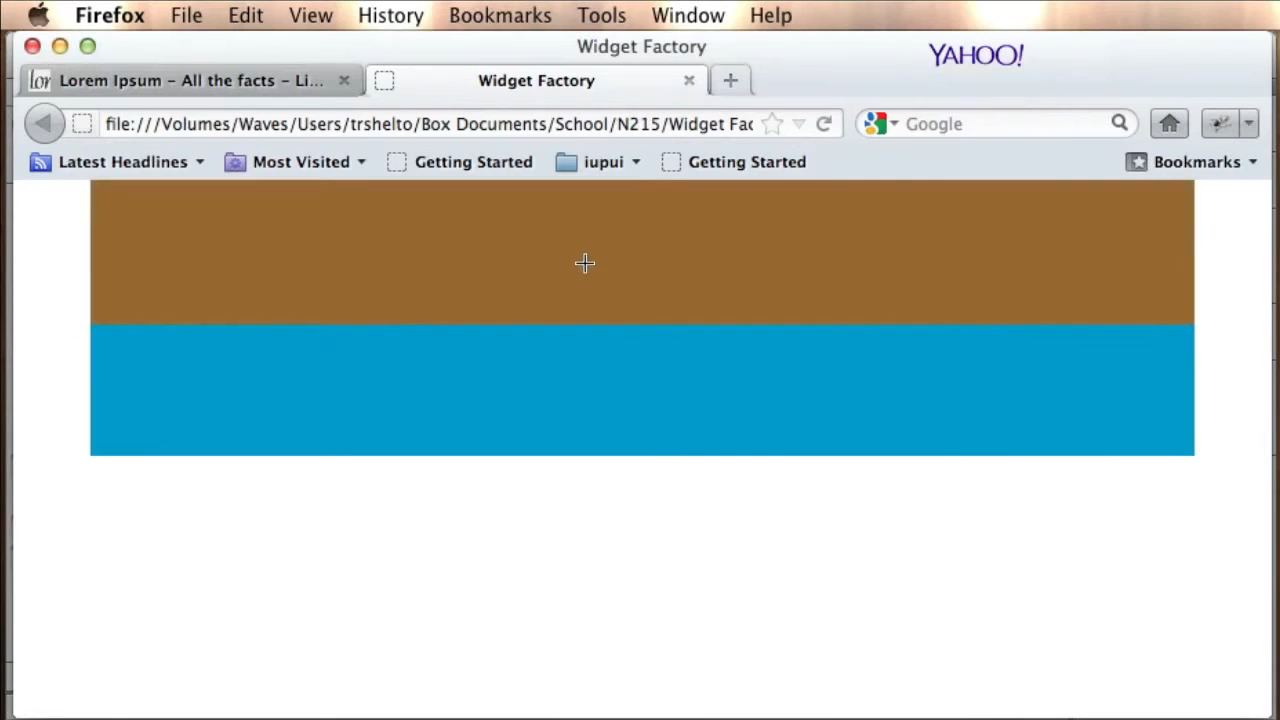 Firefox File Edit View History Bookmarks Tools Window Help
Widget Factory
YAHOO!
lor Lorem Ipsum - All the facts - Li... Widget Factory
file:///Volumes/Waves/Users/trshelto/Box Documents/School/N215/Widget Fac Google
Latest Headlines Most Visited Getting Started iupui Getting Started Bookmarks